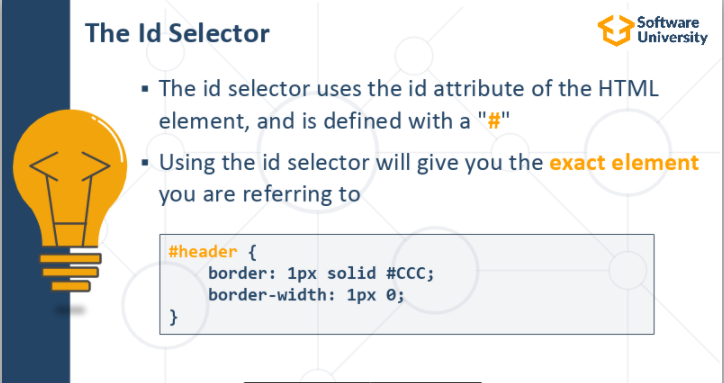 The Id Selector
Software
University
▪ The id selector uses the id attribute of the HTML
element, and is defined with a "#"
▪ Using the id selector will give you the exact element
you are referring to
#header {
    border: 1px solid #CCC;
    border-width: 1px 0;
}